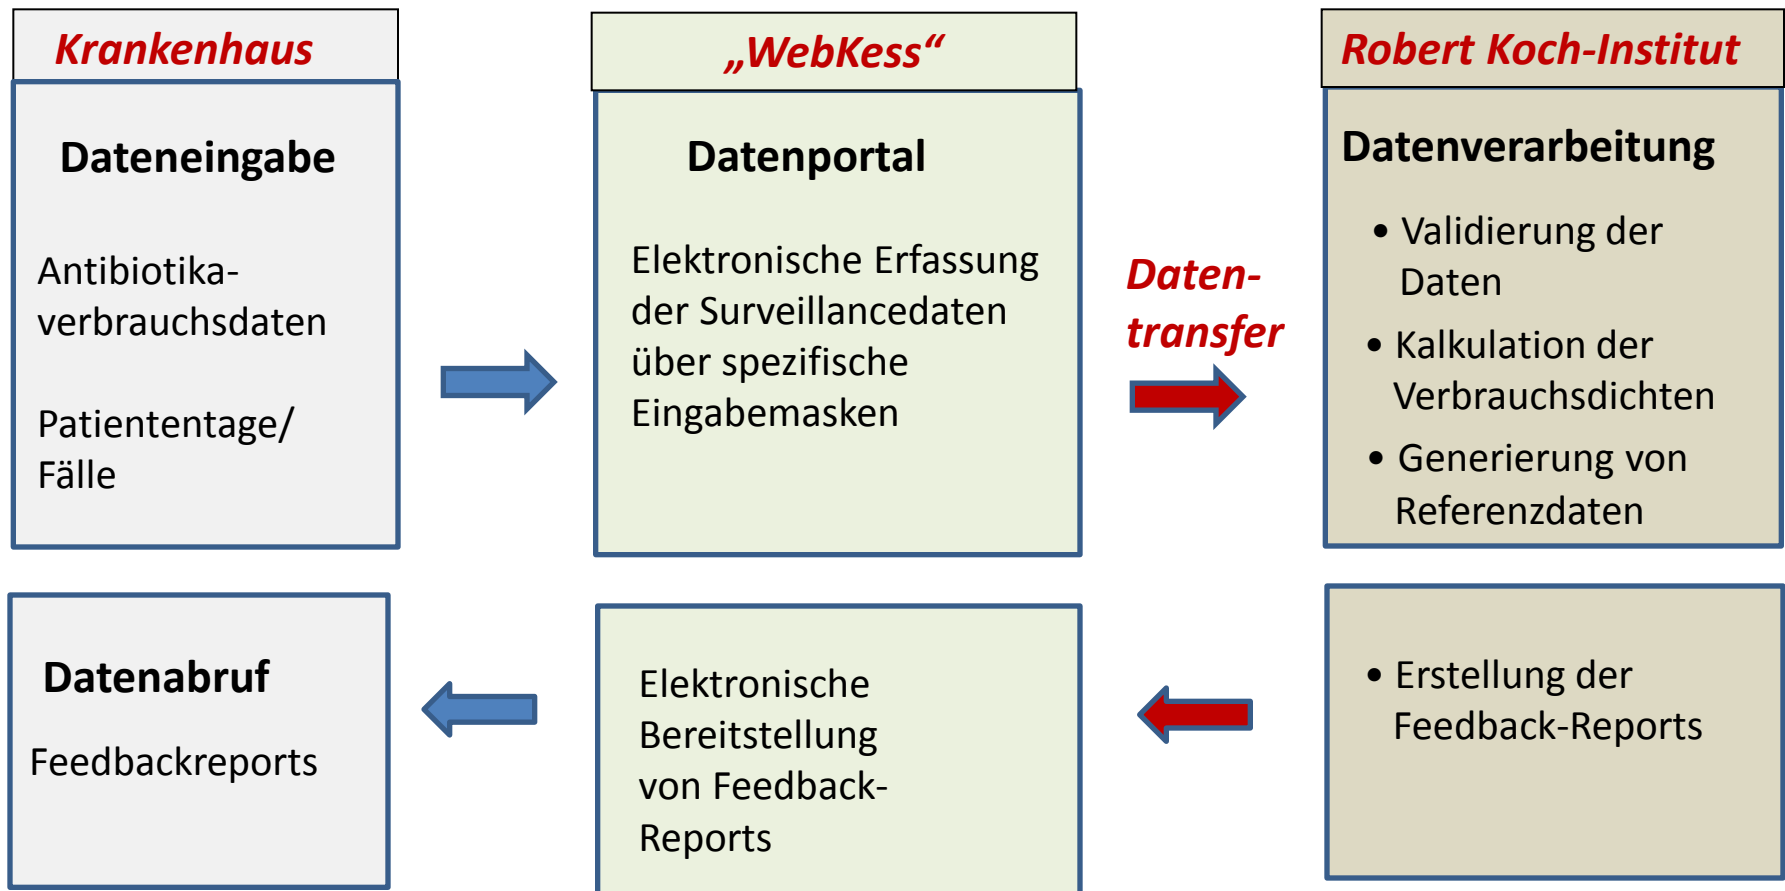 Krankenhaus
Dateneingabe
Antibiotika-
verbrauchsdaten
Patiententage/
Fälle
„WebKess“
Datenportal
Elektronische Erfassung
der Surveillancedaten
über spezifische
Eingabemasken
Daten-
transfer
Robert Koch-Institut
Datenverarbeitung
• Validierung der
Daten
• Kalkulation der
Verbrauchsdichten
• Generierung von
Referenzdaten
Datenabruf
Feedbackreports
Elektronische
Bereitstellung
von Feedback-
Reports
• Erstellung der
Feedback-Reports